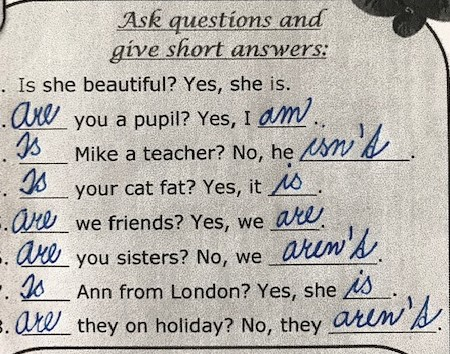 Ask questions and
give short answers:
. Is she beautiful? Yes, she is.
. Are you a pupil? Yes, I am.
. Is Mike a teacher? No, he isn't.
. Is your cat fat? Yes, it is.
. Are we friends? Yes, we are.
. Are you sisters? No, we aren't.
. Is Ann from London? Yes, she is.
. Are they on holiday? No, they aren't.